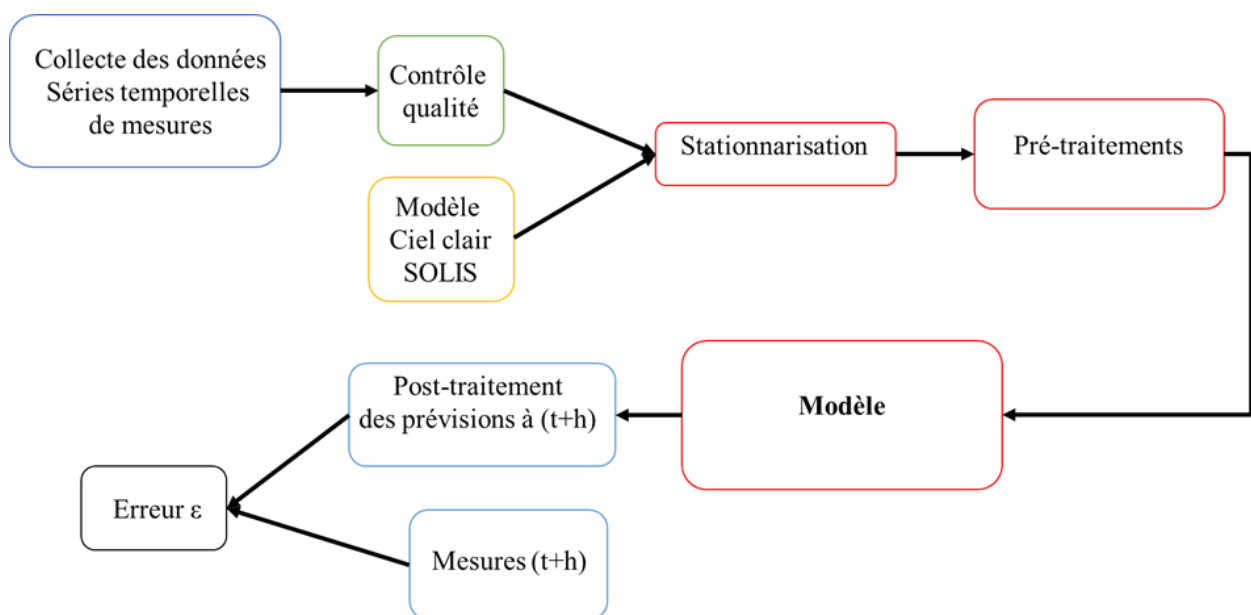 Collecte des données
Séries temporelles
de mesures
Contrôle
qualité
Modèle
Ciel clair
SOLIS
Stationnarisation
Pré-traitements
Modèle
Post-traitement
des prévisions à (t+h)
Mesures (t+h)
Erreur ε